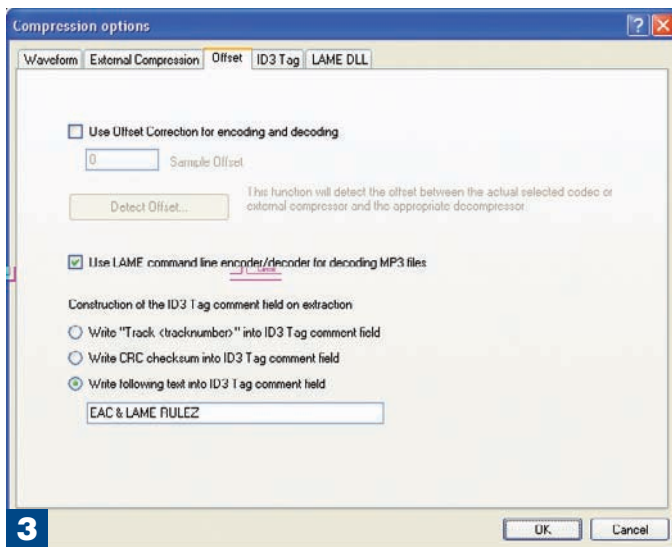 Compression options
Waveform External Compression Offset ID3 Tag LAME DLL
Use Offset Correction for encoding and decoding
0 Sample Offset
Detect Offset...
This function will detect the offset between the actual selected codec or
external compressor and the appropriate decompressor.
Use LAME command line encoder/decoder for decoding MP3 files
Cancel
Construction of the ID3 Tag comment field on extraction
Write "Track <tracknumber>" into ID3 Tag comment field
Write CRC checksum into ID3 Tag comment field
Write following text into ID3 Tag comment field
EAC & LAME RULEZ
3
OK Cancel